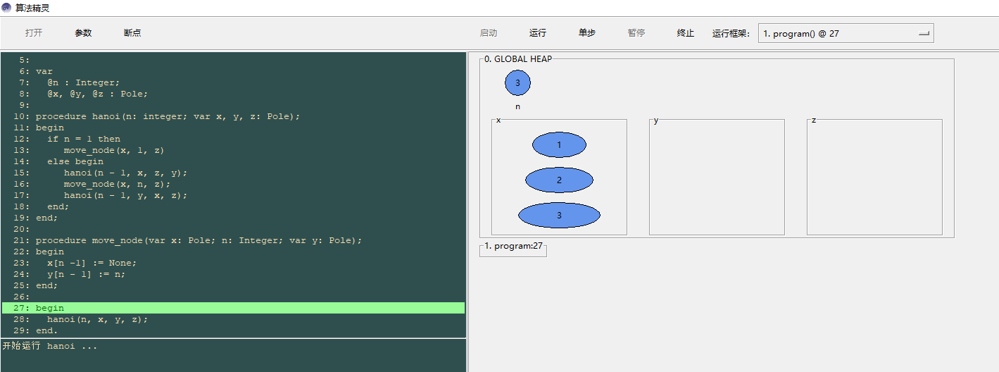 算法精灵
打开 参数 断点 启动 运行 单步 暂停 终止 运行框架: 1. program() @ 27
5:
6: var
7:   @n : Integer;
8:   @x, @y, @z : Pole;
9:
10: procedure hanoi(n: integer; var x, y, z: Pole);
11: begin
12:   if n = 1 then
13:      move_node(x, 1, z)
14:   else begin
15:      hanoi(n - 1, x, z, y);
16:      move_node(x, n, z);
17:      hanoi(n - 1, y, x, z);
18:   end;
19: end;
20:
21: procedure move_node(var x: Pole; n: Integer; var y: Pole);
22: begin
23:   x[n -1] := None;
24:   y[n - 1] := n;
25: end;
26:
27: begin
28:   hanoi(n, x, y, z);
29: end.
开始运行 hanoi ...
0. GLOBAL HEAP
3
n
x y z
1
2
3
1. program:27